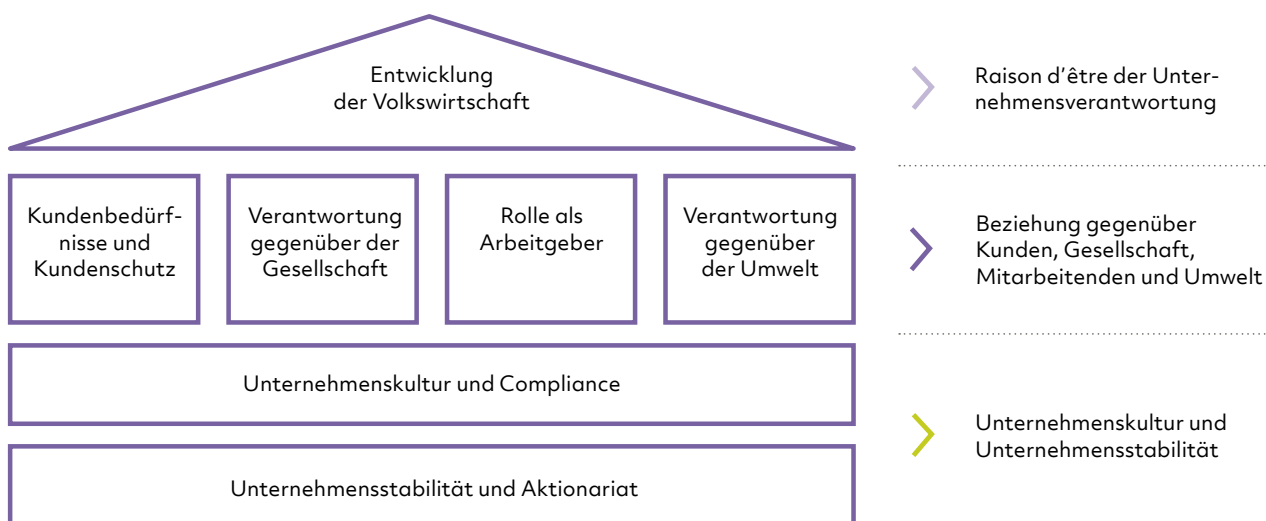 Entwicklung
der Volkswirtschaft
Raison d'être der Unter-
nehmensverantwortung
Kundenbedürf-
nisse und
Kundenschutz
Verantwortung
gegenüber der
Gesellschaft
Rolle als
Arbeitgeber
Verantwortung
gegenüber
der Umwelt
Beziehung gegenüber
Kunden, Gesellschaft,
Mitarbeitenden und Umwelt
Unternehmenskultur und Compliance
Unternehmensstabilität und Aktionariat
Unternehmenskultur und
Unternehmensstabilität